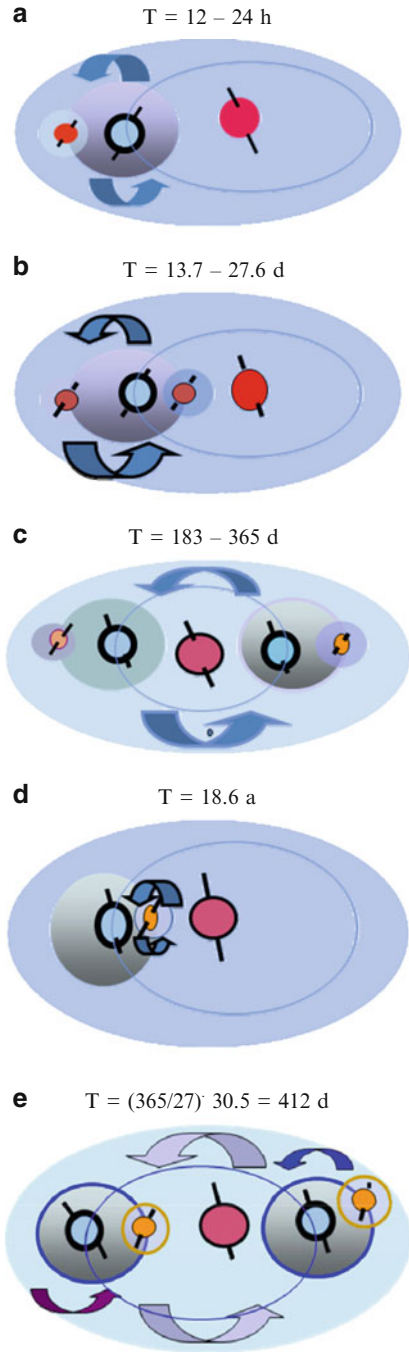 a
T = 12 – 24 h
b
T = 13.7 – 27.6 d
c
T = 183 – 365 d
d
T = 18.6 a
e
T = (365/27)· 30.5 = 412 d